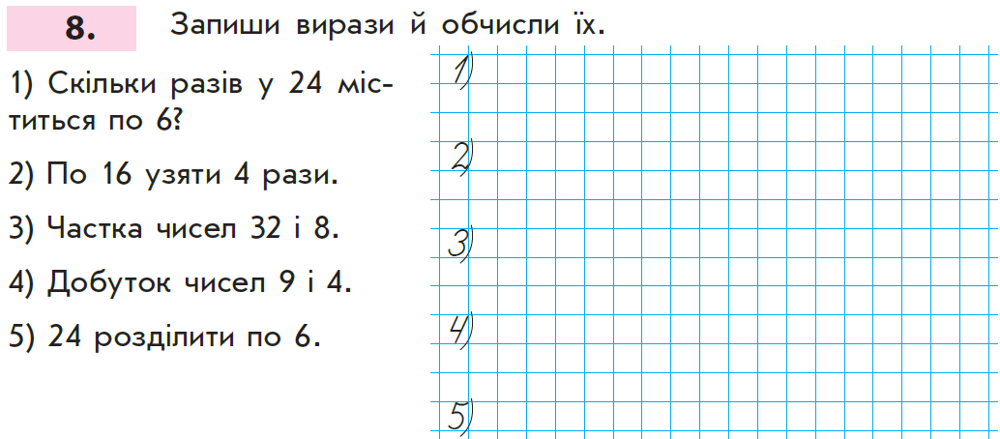 8. Запиши вирази й обчисли їх.
1) Скільки разів у 24 міс-
титься по 6?
2) По 16 узяти 4 рази.
3) Частка чисел 32 і 8.
4) Добуток чисел 9 і 4.
5) 24 розділити по 6.
1)
2)
3)
4)
5)